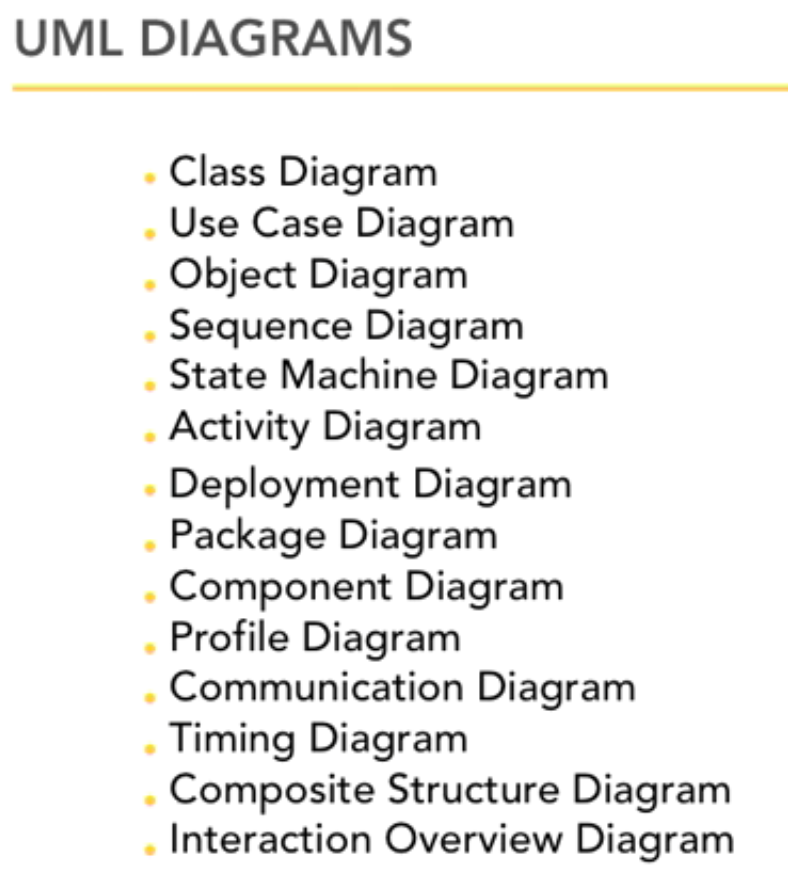 UML DIAGRAMS
Class Diagram
Use Case Diagram
Object Diagram
Sequence Diagram
State Machine Diagram
Activity Diagram
Deployment Diagram
Package Diagram
Component Diagram
Profile Diagram
Communication Diagram
Timing Diagram
Composite Structure Diagram
Interaction Overview Diagram